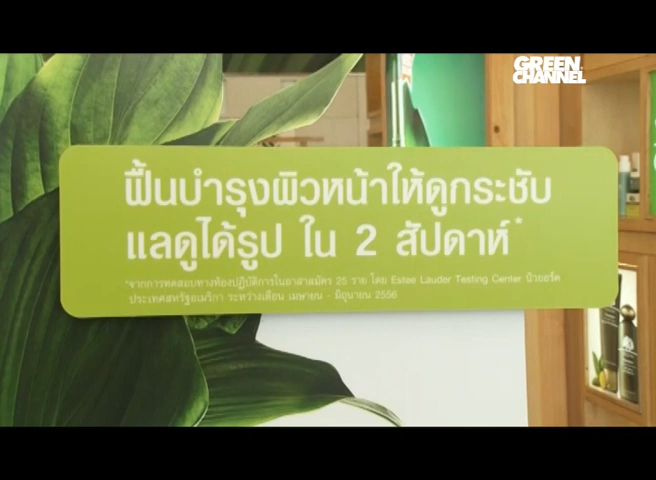 GREEN
CHANNEL
ฟื้นบำรุงผิวหน้าให้ดูกระชับ
แลดูได้รูป ใน 2 สัปดาห์*
*จากการทดสอบทางห้องปฏิบัติการในอาสาสมัคร 25 ราย โดย Estee Lauder Testing Center นิวยอร์ค
ประเทศสหรัฐอเมริกา ระหว่างเดือน เมษายน - มิถุนายน 2556